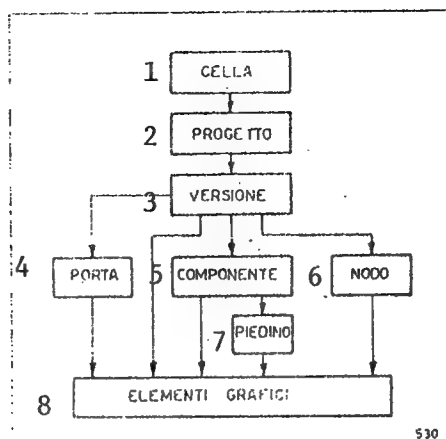 1 CELLA
2 PROGETTO
3 VERSIONE
4 PORTA 5 COMPONENTE 6 NODO
7 PIEDINO
8 ELEMENTI GRAFICI
530